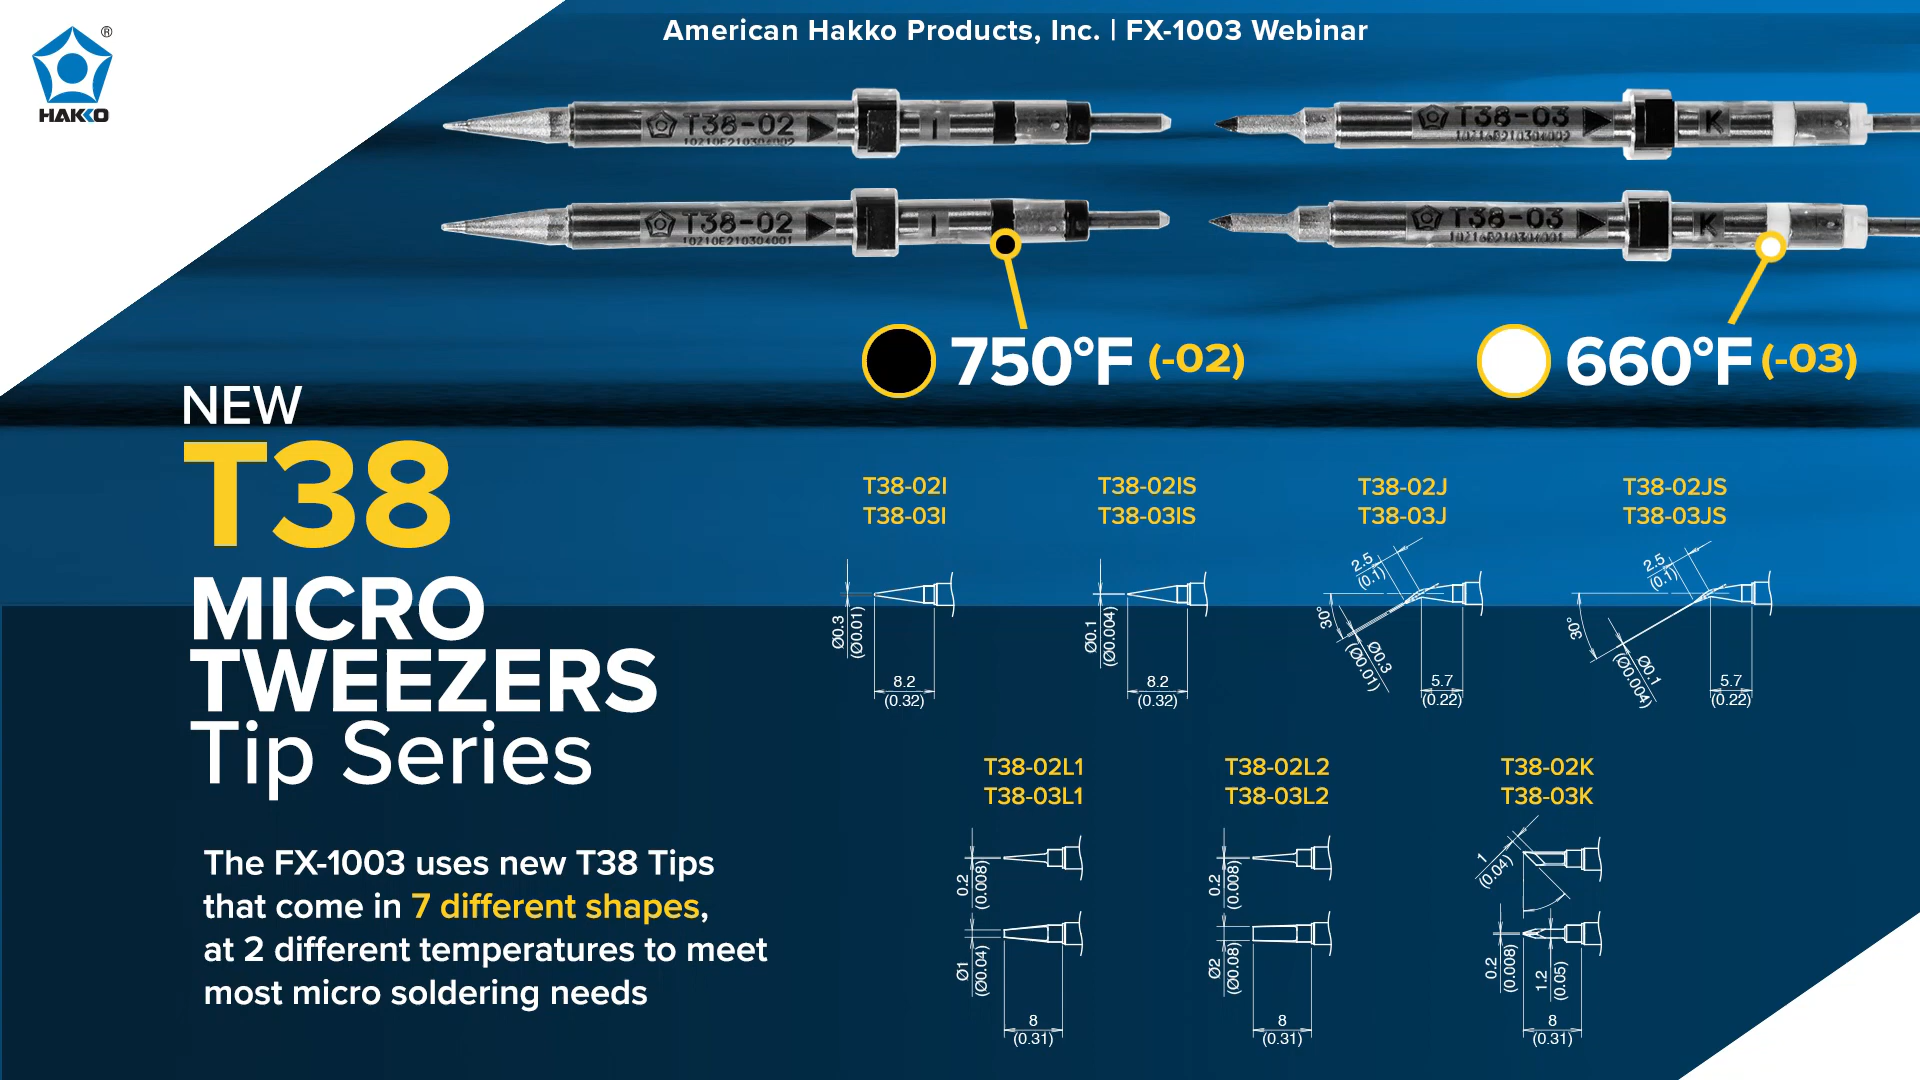 American Hakko Products, Inc. | FX-1003 Webinar
®
HAKKO
T38-02
I
10210E210304002
T38-03
K
T38-02
I
10210E210304001
T38-03
K
750°F (-02)
660°F (-03)
NEW
T38
MICRO
TWEEZERS
Tip Series
The FX-1003 uses new T38 Tips
that come in 7 different shapes,
at 2 different temperatures to meet
most micro soldering needs
T38-02I
T38-03I
Ø0.3
(Ø0.01)
8.2
(0.32)
T38-02IS
T38-03IS
Ø0.1
(Ø0.004)
8.2
(0.32)
T38-02J
T38-03J
2.5
(0.1)
30°
Ø0.3
(Ø0.01)
5.7
(0.22)
T38-02JS
T38-03JS
2.5
(0.1)
30°
Ø0.1
(Ø0.004)
5.7
(0.22)
T38-02L1
T38-03L1
0.2
(0.008)
Ø1
(Ø0.04)
8
(0.31)
T38-02L2
T38-03L2
0.2
(0.008)
Ø2
(Ø0.08)
8
(0.31)
T38-02K
T38-03K
1
(0.04)
0.2
(0.008)
1.2
(0.05)
8
(0.31)